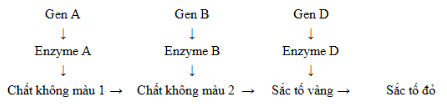 Gen A Gen B Gen D
↓ ↓ ↓
Enzyme A Enzyme B Enzyme D
↓ ↓ ↓
Chất không màu 1 → Chất không màu 2 → Sắc tố vàng → Sắc tố đỏ